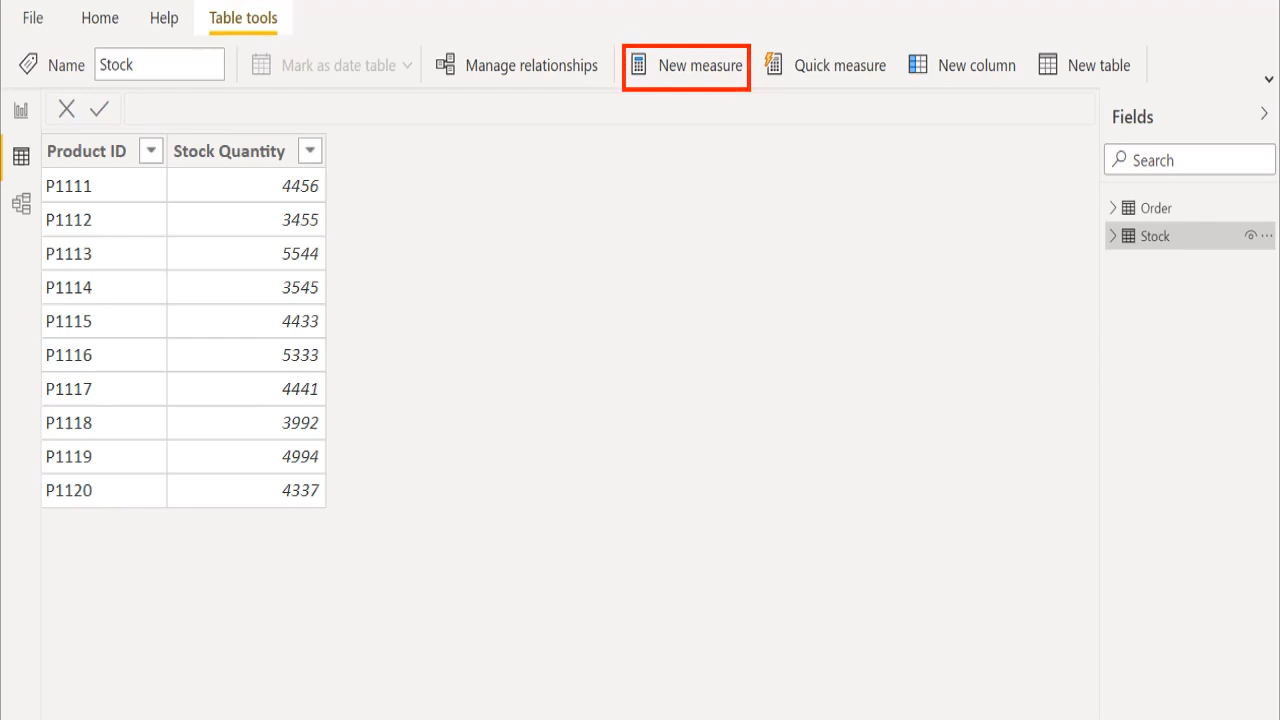 File Home Help Table tools
Name Stock Mark as date table Manage relationships New measure Quick measure New column New table
Fields
Search
Product ID Stock Quantity
P1111 4456
P1112 3455
P1113 5544
P1114 3545
P1115 4433
P1116 5333
P1117 4441
P1118 3992
P1119 4994
P1120 4337
Order
Stock